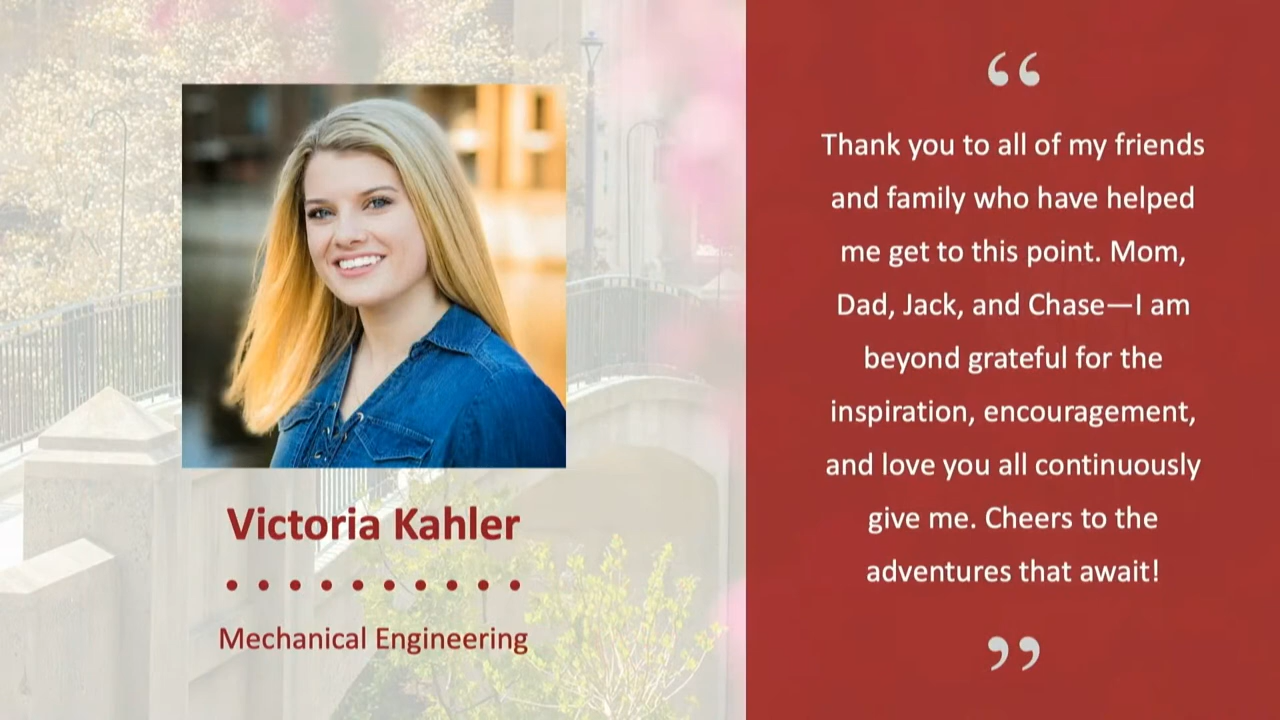 Victoria Kahler
Mechanical Engineering
“
Thank you to all of my friends
and family who have helped
me get to this point. Mom,
Dad, Jack, and Chase—I am
beyond grateful for the
inspiration, encouragement,
and love you all continuously
give me. Cheers to the
adventures that await!
”